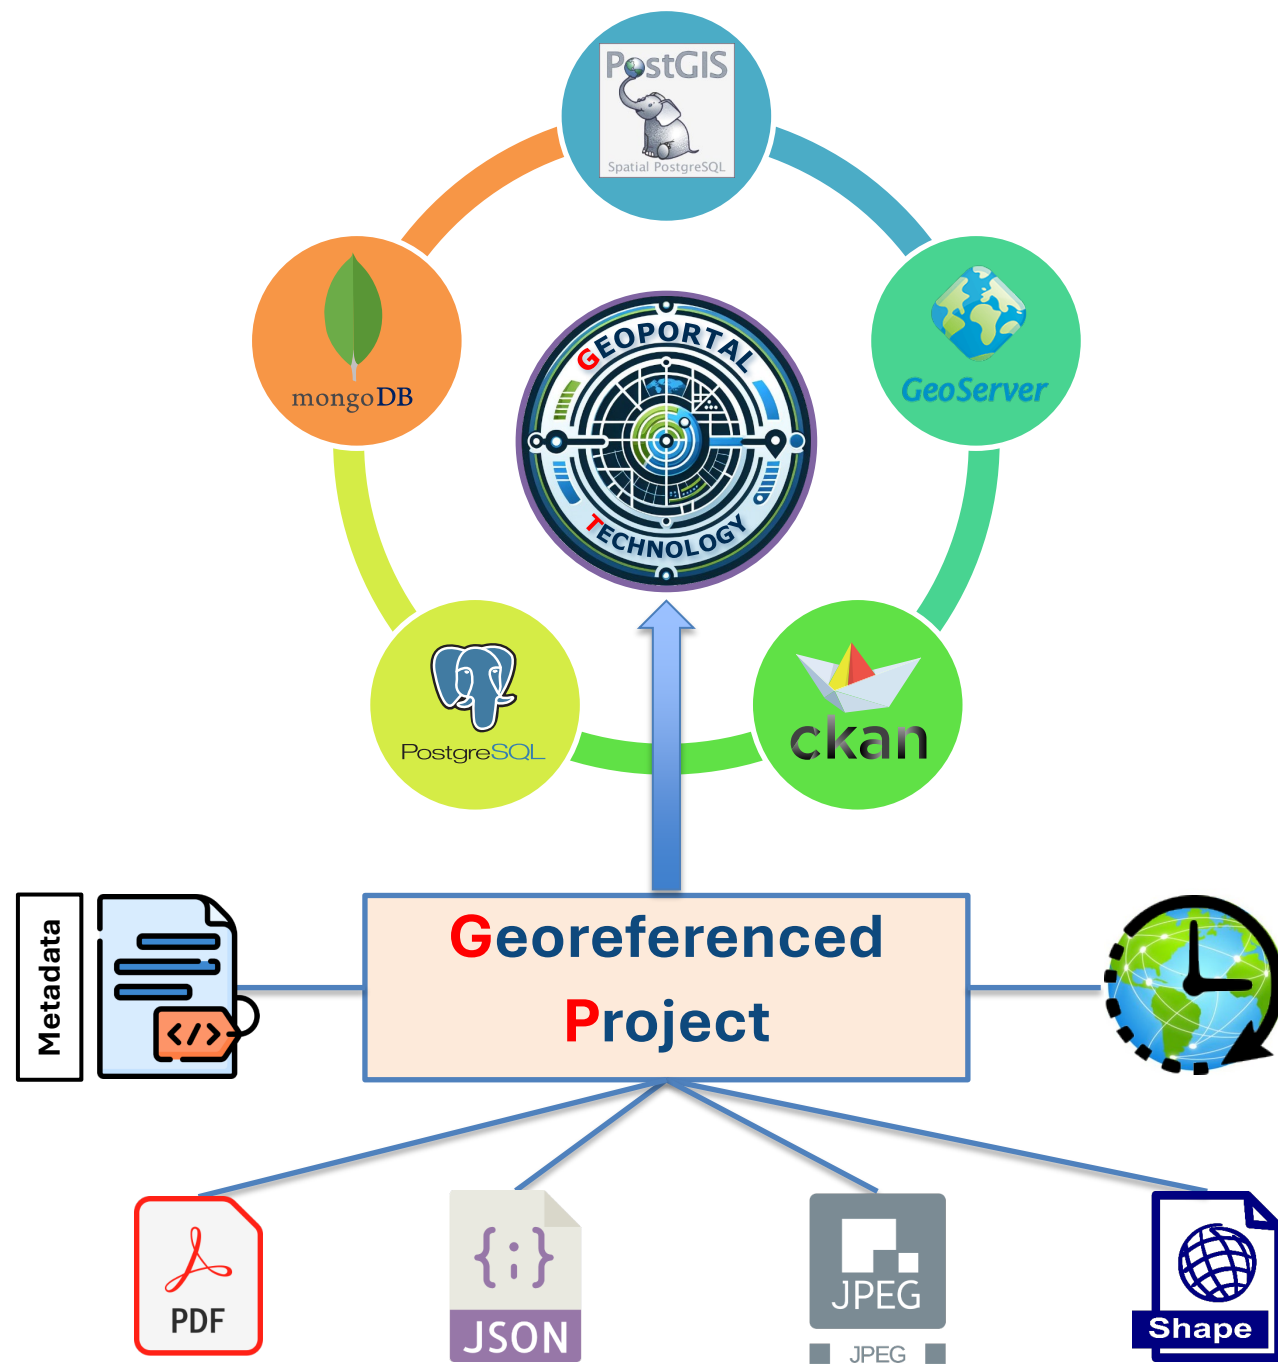 PostGIS
Spatial PostgreSQL
mongoDB
GEOPORTAL
TECHNOLOGY
GeoServer
PostgreSQL
ckan
Metadata
Georeferenced
Project
</>
PDF
{;}
JSON
JPEG
JPEG
Shape